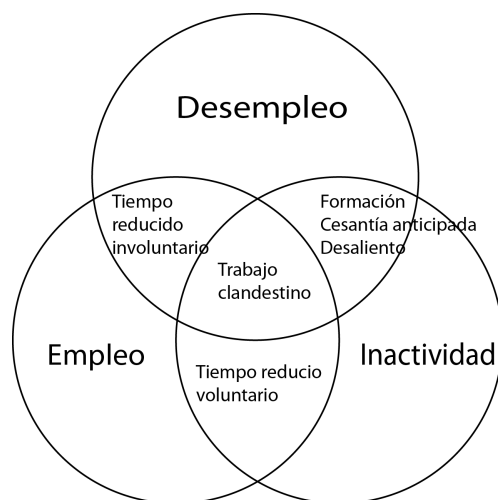 Desempleo
Tiempo
reducido
involuntario
Formación
Cesantía anticipada
Desaliento
Trabajo
clandestino
Empleo
Inactividad
Tiempo reducio
voluntario